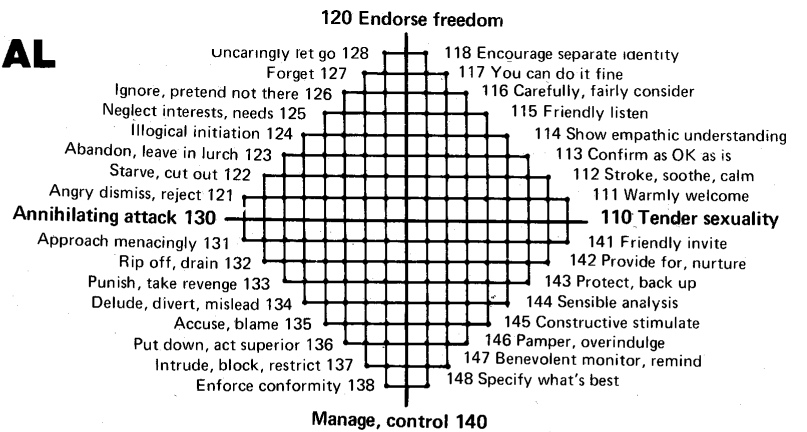 120 Endorse freedom
AL
Uncaringly let go 128
118 Encourage separate identity
Forget 127
117 You can do it fine
Ignore, pretend not there 126
116 Carefully, fairly consider
Neglect interests, needs 125
115 Friendly listen
Illogical initiation 124
114 Show empathic understanding
Abandon, leave in lurch 123
113 Confirm as OK as is
Starve, cut out 122
112 Stroke, soothe, calm
Angry dismiss, reject 121
111 Warmly welcome
Annihilating attack 130
110 Tender sexuality
Approach menacingly 131
141 Friendly invite
Rip off, drain 132
142 Provide for, nurture
Punish, take revenge 133
143 Protect, back up
Delude, divert, mislead 134
144 Sensible analysis
Accuse, blame 135
145 Constructive stimulate
Put down, act superior 136
146 Pamper, overindulge
Intrude, block, restrict 137
147 Benevolent monitor, remind
Enforce conformity 138
148 Specify what's best
Manage, control 140